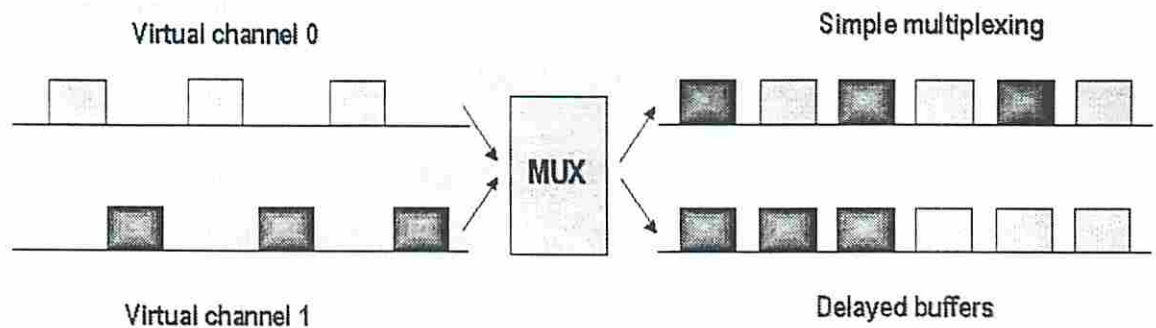 Virtual channel 0
Simple multiplexing
MUX
Virtual channel 1
Delayed buffers